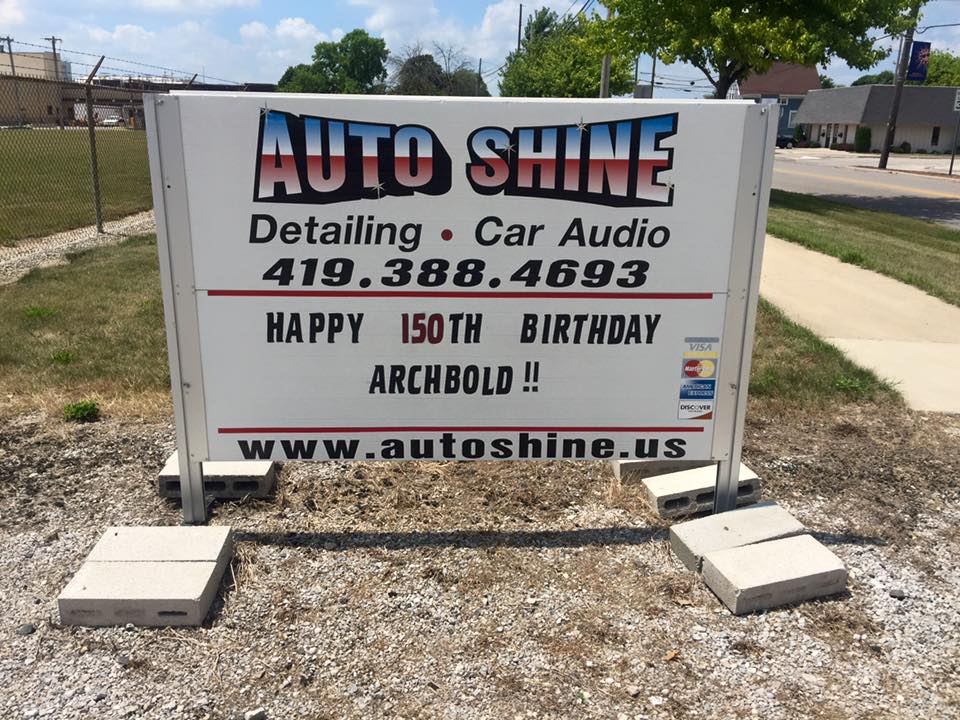 AUTO SHINE
Detailing • Car Audio
419.388.4693
HAPPY 150TH BIRTHDAY
ARCHBOLD!!
VISA
MasterCard
AMERICAN
EXPRESS
DISCOVER
www.autoshine.us